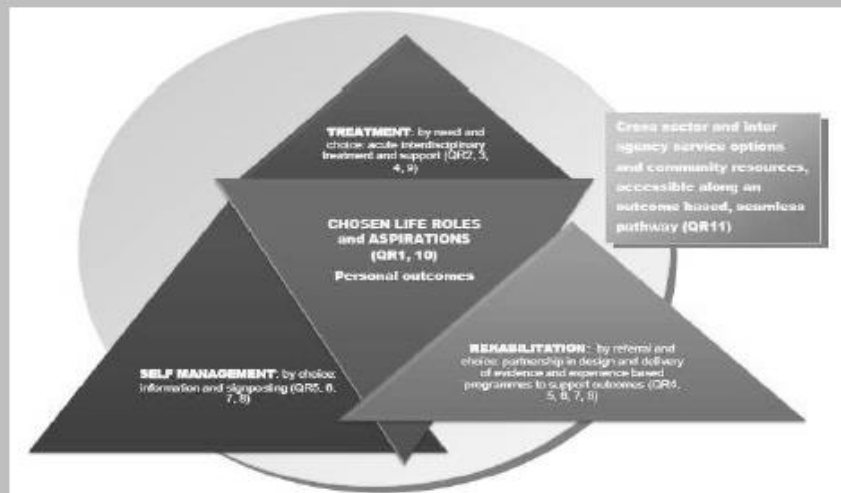 TREATMENT: by need and
choice: acute interdisciplinary
treatment and support (QR2, 3,
4, 9)
Cross sector and inter
agency service options
and community resources,
accessible along an
outcome based, seamless
pathway (QR11)
CHOSEN LIFE ROLES
and ASPIRATIONS
(QR1, 10)
Personal outcomes
SELF MANAGEMENT: by choice:
information and signposing (QR5, 6,
7, 8)
REHABILITATION: by referral and
choice: partnership in design and delivery
of evidence and experience based
programmes to support outcomes (QR4,
5, 6, 7, 8)